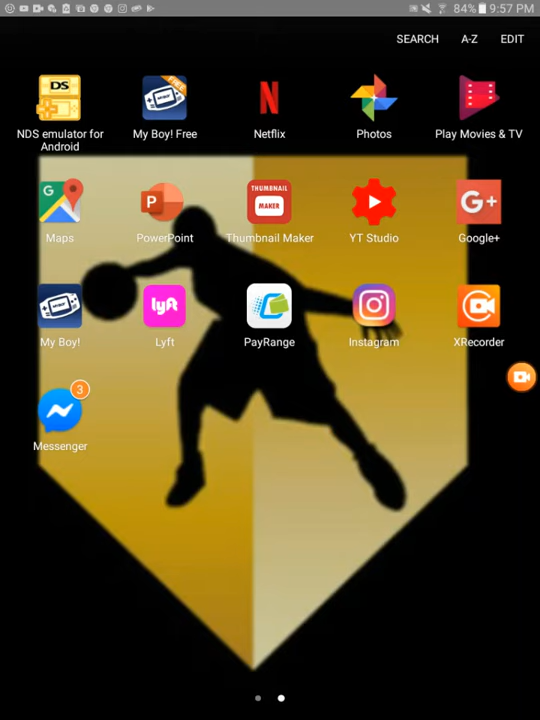 84% 9:57 PM
SEARCH A-Z EDIT
DS
FREE
NDS emulator for
Android
My Boy! Free
Netflix
Photos
Play Movies & TV
THUMBNAIL
MAKER
Maps
PowerPoint
Thumbnail Maker
YT Studio
Google+
lyft
My Boy!
Lyft
PayRange
Instagram
XRecorder
3
Messenger